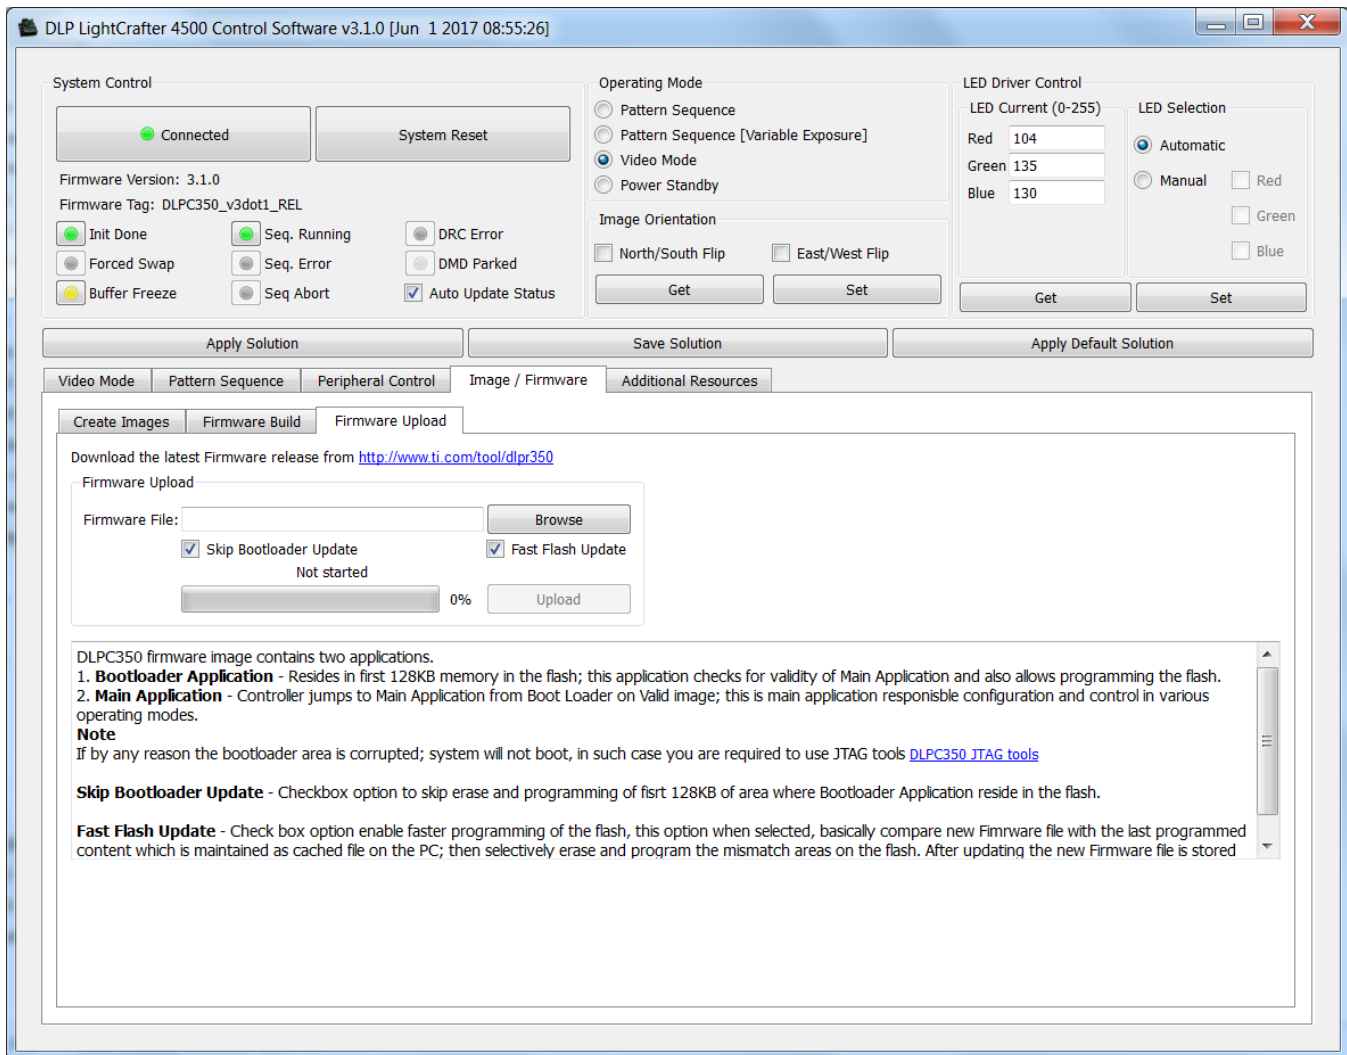 DLP LightCrafter 4500 Control Software v3.1.0 [Jun  1 2017 08:55:26]
System Control
Connected
System Reset
Firmware Version: 3.1.0
Firmware Tag: DLPC350_v3dot1_REL
Init Done
Seq. Running
DRC Error
Forced Swap
Seq. Error
DMD Parked
Buffer Freeze
Seq Abort
Auto Update Status
Operating Mode
Pattern Sequence
Pattern Sequence [Variable Exposure]
Video Mode
Power Standby
Image Orientation
North/South Flip
East/West Flip
Get
Set
LED Driver Control
LED Current (0-255)
Red 104
Green 135
Blue 130
LED Selection
Automatic
Manual
Red
Green
Blue
Get
Set
Apply Solution
Save Solution
Apply Default Solution
Video Mode
Pattern Sequence
Peripheral Control
Image / Firmware
Additional Resources
Create Images
Firmware Build
Firmware Upload
Download the latest Firmware release from http://www.ti.com/tool/dlpr350
Firmware Upload
Firmware File:
Browse
Skip Bootloader Update
Fast Flash Update
Not started
0%
Upload
DLPC350 firmware image contains two applications.
1. Bootloader Application - Resides in first 128KB memory in the flash; this application checks for validity of Main Application and also allows programming the flash.
2. Main Application - Controller jumps to Main Application from Boot Loader on Valid image; this is main application responisble configuration and control in various
operating modes.
Note
If by any reason the bootloader area is corrupted; system will not boot, in such case you are required to use JTAG tools DLPC350 JTAG tools
Skip Bootloader Update - Checkbox option to skip erase and programming of fisrt 128KB of area where Bootloader Application reside in the flash.
Fast Flash Update - Check box option enable faster programming of the flash, this option when selected, basically compare new Fimrware file with the last programmed
content which is maintained as cached file on the PC; then selectively erase and program the mismatch areas on the flash. After updating the new Firmware file is stored